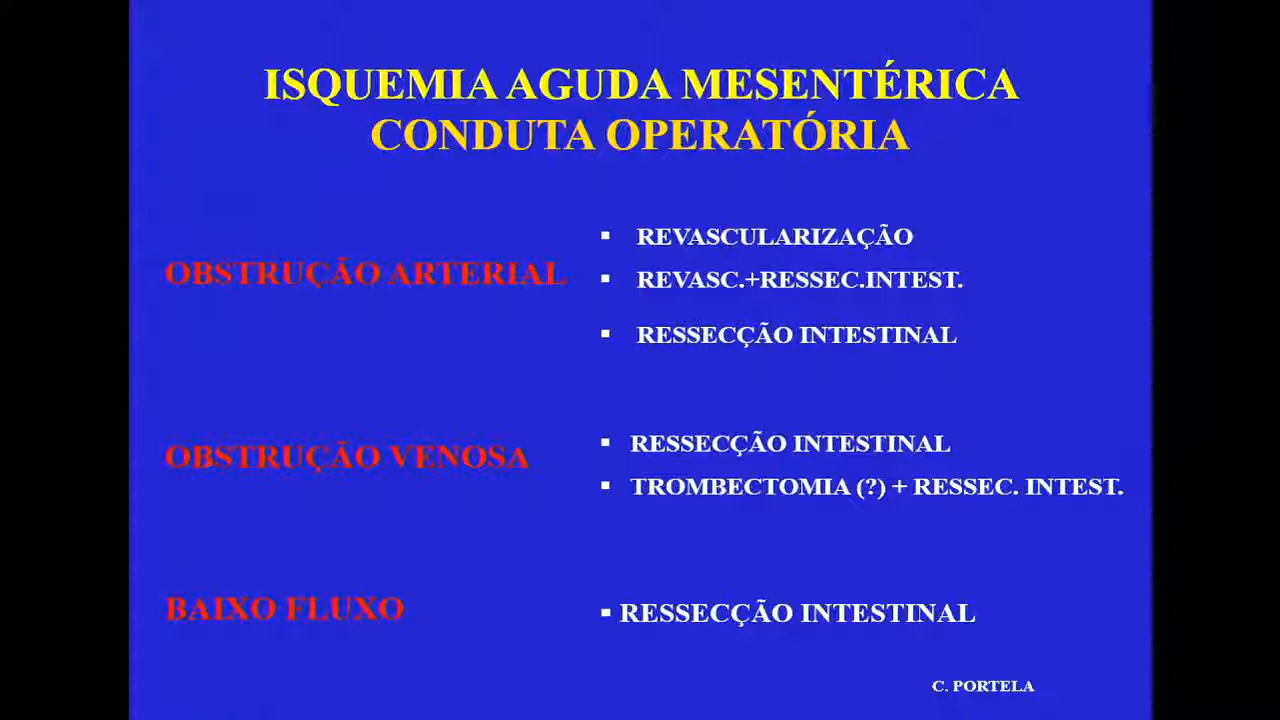 ISQUEMIA AGUDA MESENTÉRICA
CONDUTA OPERATÓRIA
OBSTRUÇÃO ARTERIAL
▪ REVASCULARIZAÇÃO
▪ REVASC.+RESSEC.INTEST.
▪ RESSECÇÃO INTESTINAL
OBSTRUÇÃO VENOSA
▪ RESSECÇÃO INTESTINAL
▪ TROMBECTOMIA (?) + RESSEC. INTEST.
BAIXO FLUXO
▪ RESSECÇÃO INTESTINAL
C. PORTELA